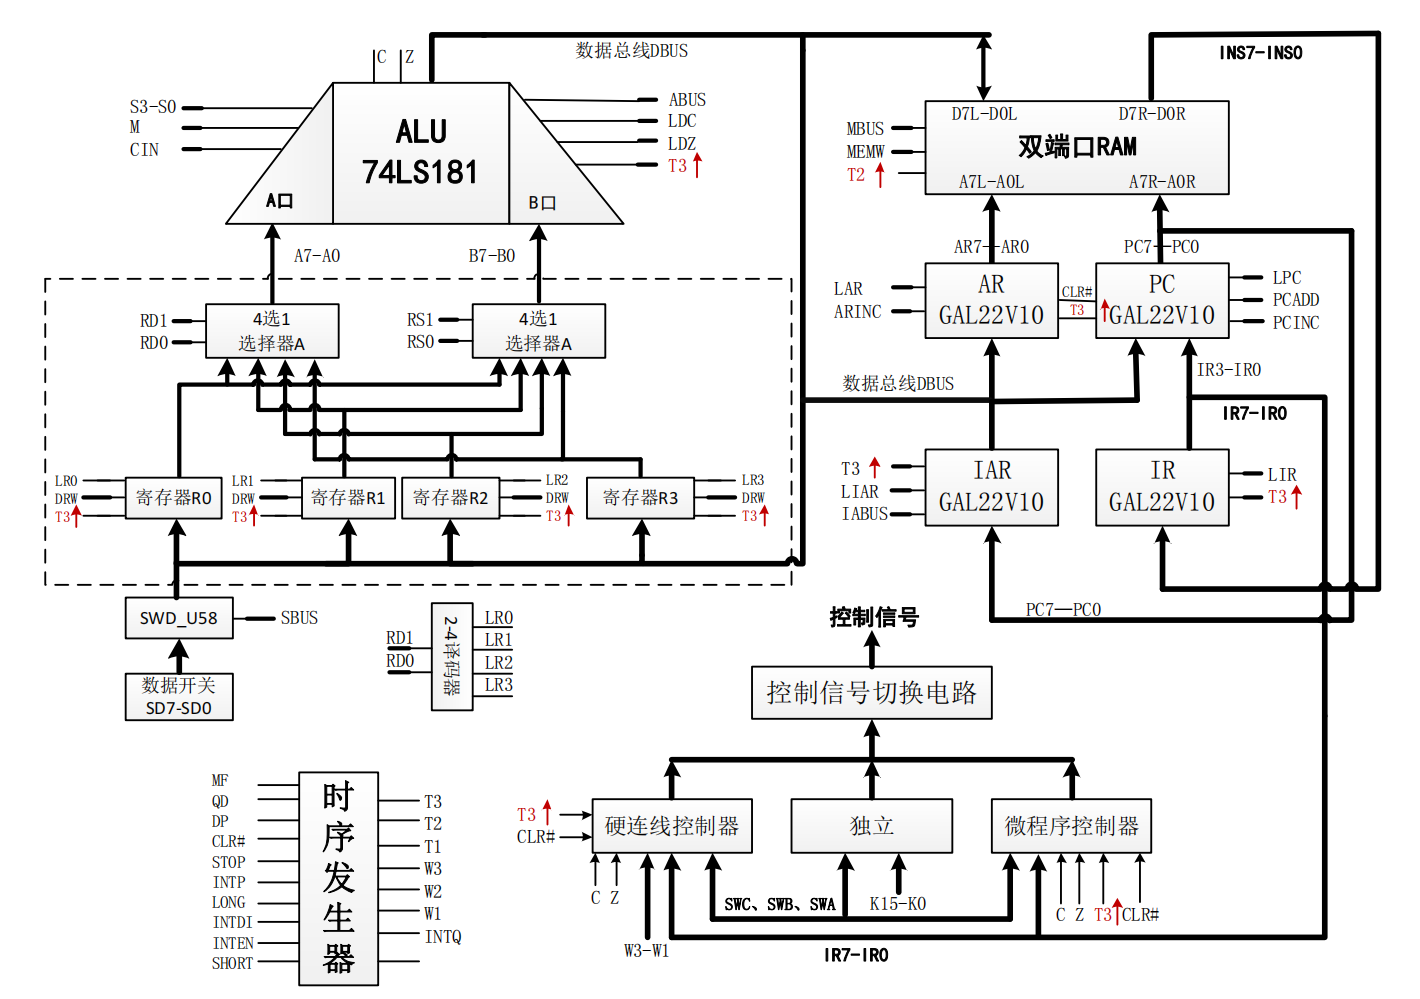 C
Z
数据总线DBUS
INS7-INS0
S3-S0
M
CIN
ALU
74LS181
A口
B口
ABUS
LDC
LDZ
T3
D7L-D0L
D7R-D0R
双端口RAM
A7L-A0L
A7R-A0R
MBUS
MEMW
T2
A7-A0
B7-B0
AR7--AR0
PC7--PC0
LAR
ARINC
AR
GAL22V10
CLR#
T3
PC
GAL22V10
LPC
PCADD
PCINC
RD1
RD0
4选1
选择器A
RS1
RS0
4选1
选择器A
数据总线DBUS
IR3-IR0
IR7-IR0
LR0
DRW
T3
寄存器R0
LR1
DRW
T3
寄存器R1
寄存器R2
LR2
DRW
T3
寄存器R3
LR3
DRW
T3
T3
LIAR
IABUS
IAR
GAL22V10
IR
GAL22V10
LIR
T3
PC7—PC0
SWD_U58
SBUS
数据开关
SD7-SD0
RD1
RD0
2-4译码器
LR0
LR1
LR2
LR3
控制信号
控制信号切换电路
T3
CLR#
硬连线控制器
独立
微程序控制器
C
Z
SWC、SWB、SWA
K15-K0
C
Z
T3
CLR#
W3-W1
IR7-IR0
MF
QD
DP
CLR#
STOP
INTP
LONG
INTDI
INTEN
SHORT
时序发生器
T3
T2
T1
W3
W2
W1
INTQ